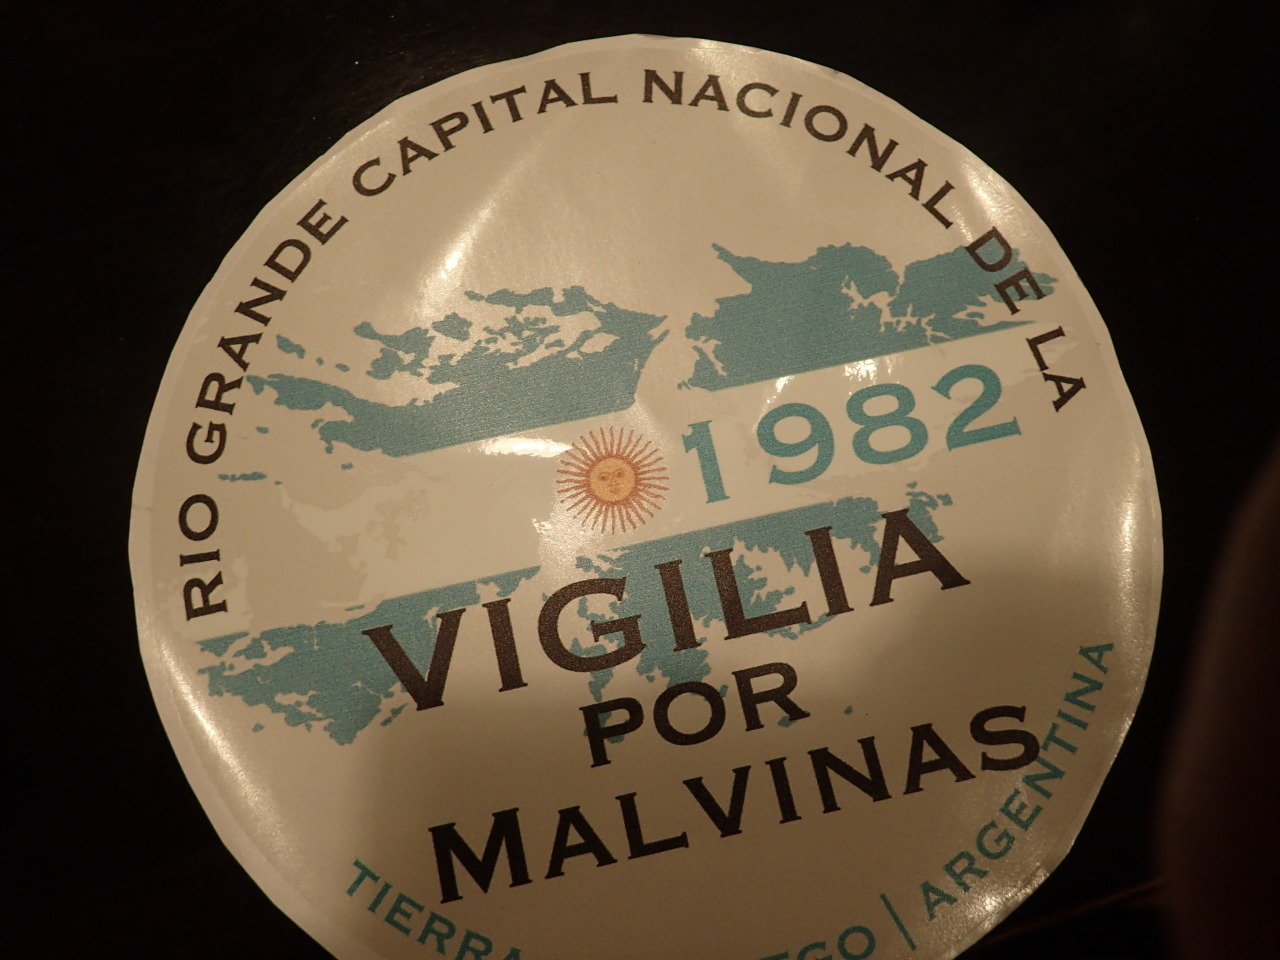 RIO GRANDE CAPITAL NACIONAL DE LA
1982
VIGILIA
POR
MALVINAS
TIERRA
| ARGENTINA